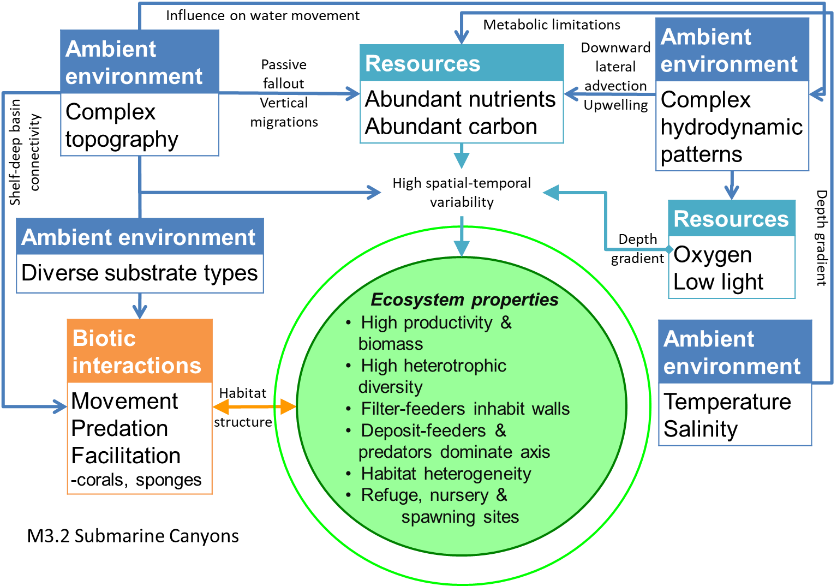 Influence on water movement
Metabolic limitations
Ambient
environment
Complex
topography
Passive
fallout
Vertical
migrations
Resources
Abundant nutrients
Abundant carbon
Downward
lateral
advection
Upwelling
Ambient
environment
Complex
hydrodynamic
patterns
Shelf-deep basin
connectivity
High spatial-temporal
variability
Depth gradient
Resources
Oxygen
Low light
Depth
gradient
Ambient environment
Diverse substrate types
Biotic
interactions
Movement
Predation
Facilitation
-corals, sponges
Habitat
structure
Ecosystem properties
• High productivity &
biomass
• High heterotrophic
diversity
• Filter-feeders inhabit walls
• Deposit-feeders &
predators dominate axis
• Habitat heterogeneity
• Refuge, nursery &
spawning sites
Ambient
environment
Temperature
Salinity
M3.2 Submarine Canyons